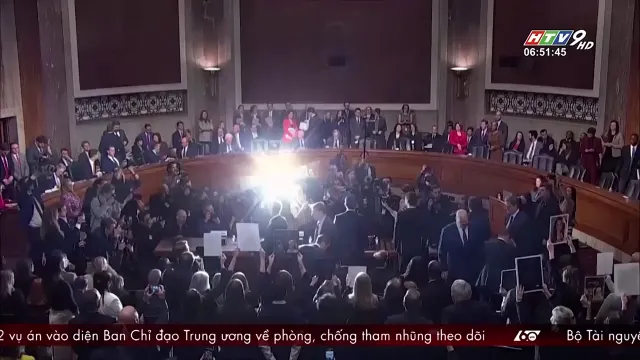 HTV9 HD
06:51:45
2 vụ án vào diện Ban Chỉ đạo Trung ương về phòng, chống tham nhũng theo dõi
60
Bộ Tài nguyê